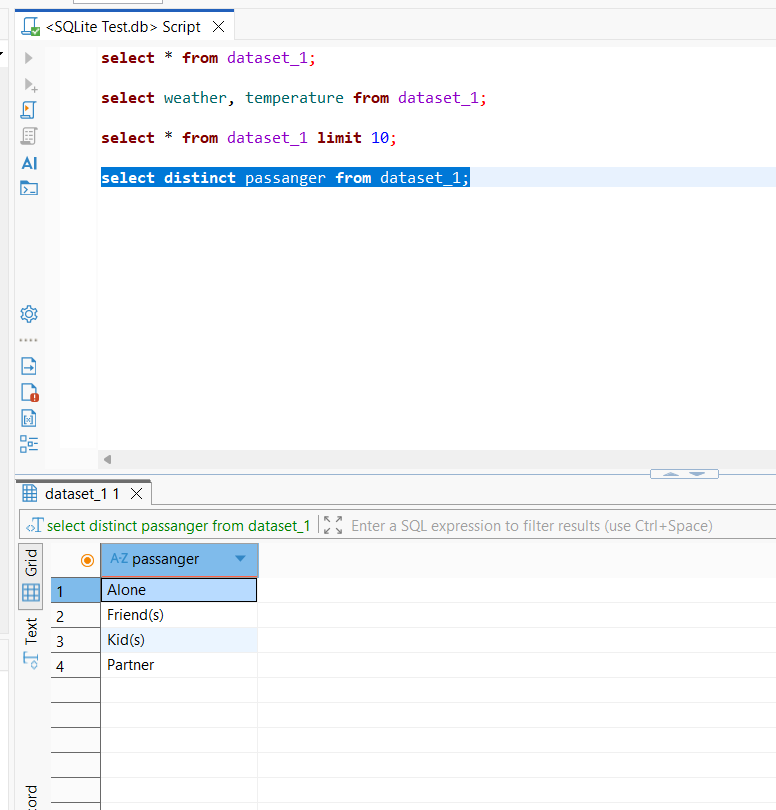 <SQLite Test.db> Script
select * from dataset_1;
select weather, temperature from dataset_1;
select * from dataset_1 limit 10;
AI
select distinct passanger from dataset_1;
dataset_1 1
select distinct passanger from dataset_1
Enter a SQL expression to filter results (use Ctrl+Space)
Grid
A-Z passanger
1 Alone
2 Friend(s)
Text
3 Kid(s)
4 Partner